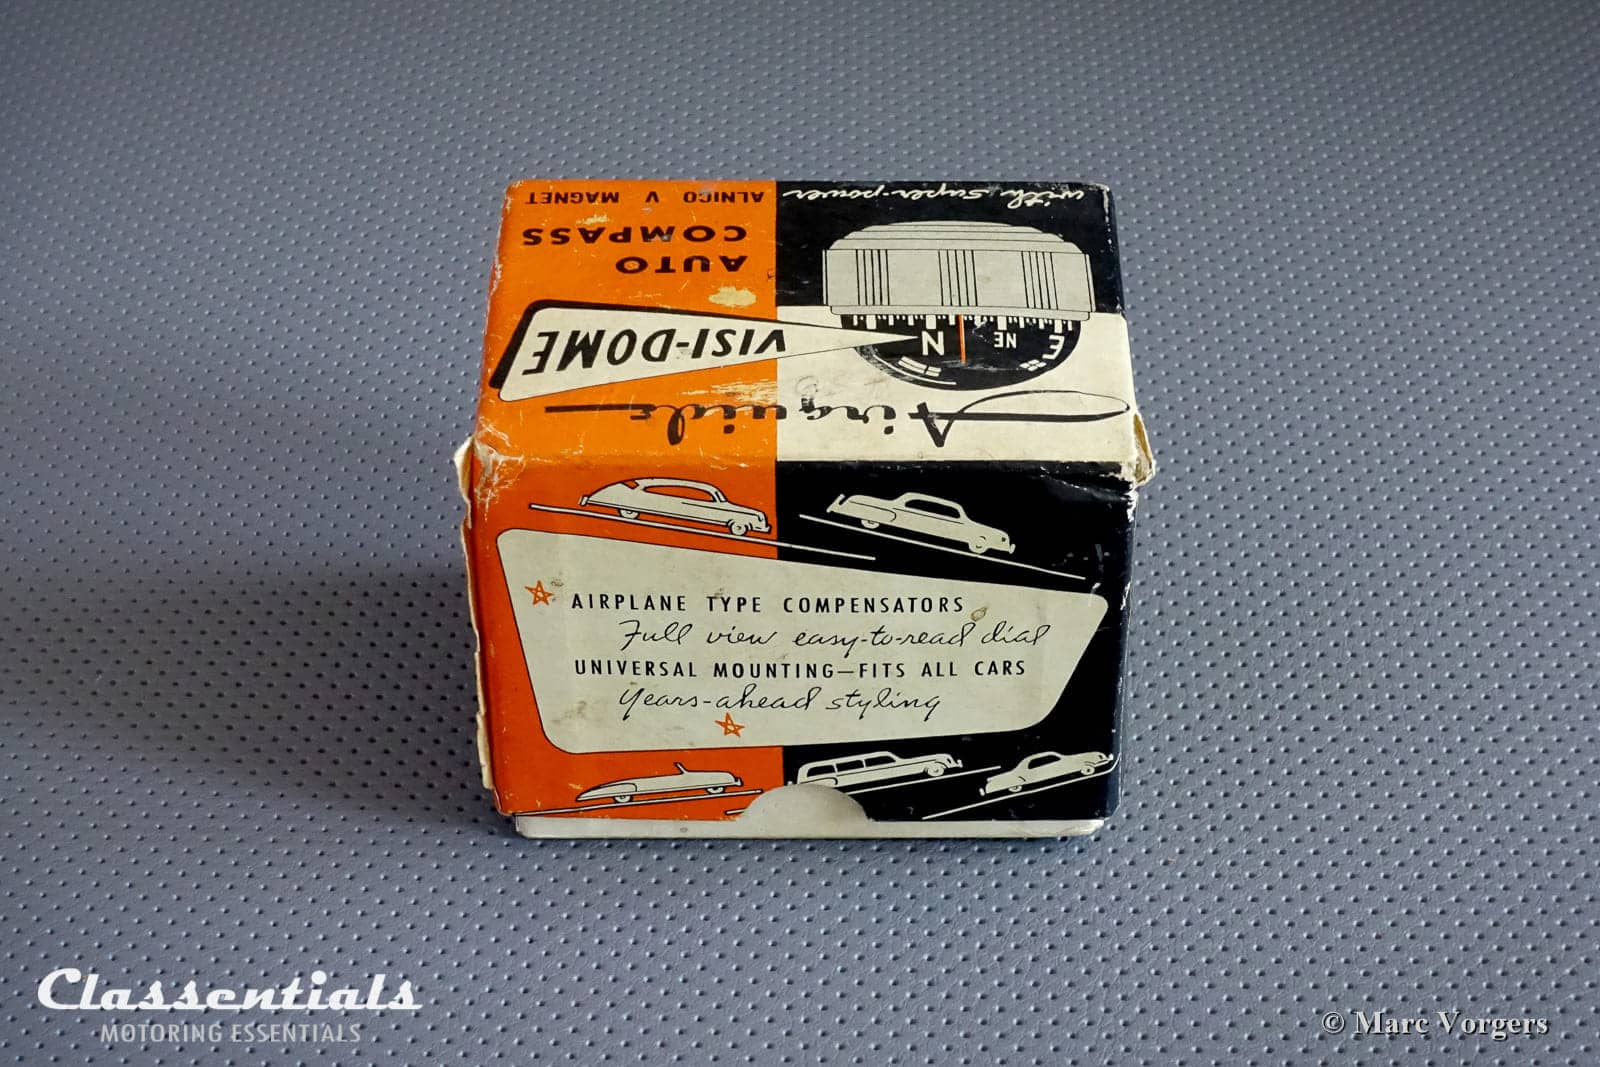 Airguide
VISI-DOME
AUTO
COMPASS
with super-power
ALNICO V MAGNET
N NE E
AIRPLANE TYPE COMPENSATORS
Full view easy-to-read dial
UNIVERSAL MOUNTING—FITS ALL CARS
Years-ahead styling
Classentials
MOTORING ESSENTIALS
© Marc Vorgers